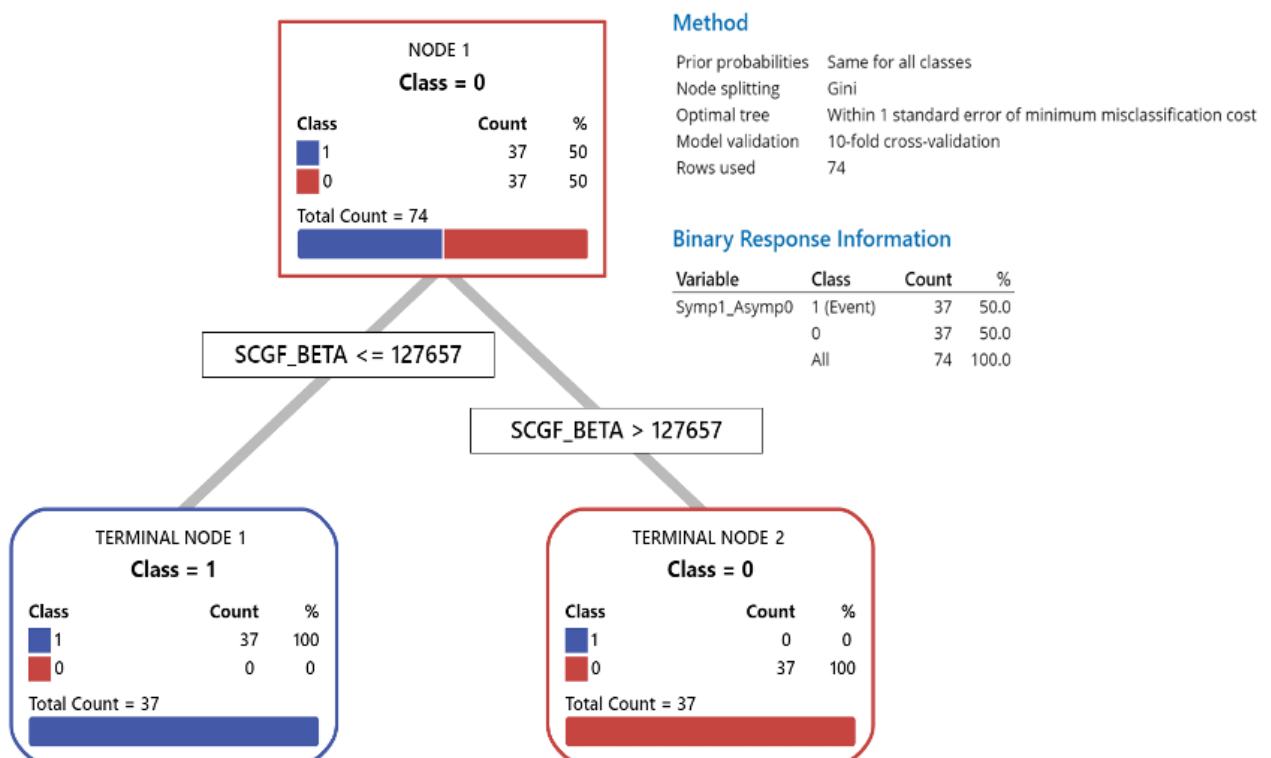 NODE 1
Class = 0
Class Count %
1 37 50
0 37 50
Total Count = 74
Method
Prior probabilities Same for all classes
Node splitting Gini
Optimal tree Within 1 standard error of minimum misclassification cost
Model validation 10-fold cross-validation
Rows used 74
Binary Response Information
Variable Class Count %
Symp1_Asymp0 1 (Event) 37 50.0
0 37 50.0
All 74 100.0
SCGF_BETA <= 127657
SCGF_BETA > 127657
TERMINAL NODE 1
Class = 1
Class Count %
1 37 100
0 0 0
Total Count = 37
TERMINAL NODE 2
Class = 0
Class Count %
1 0 0
0 37 100
Total Count = 37